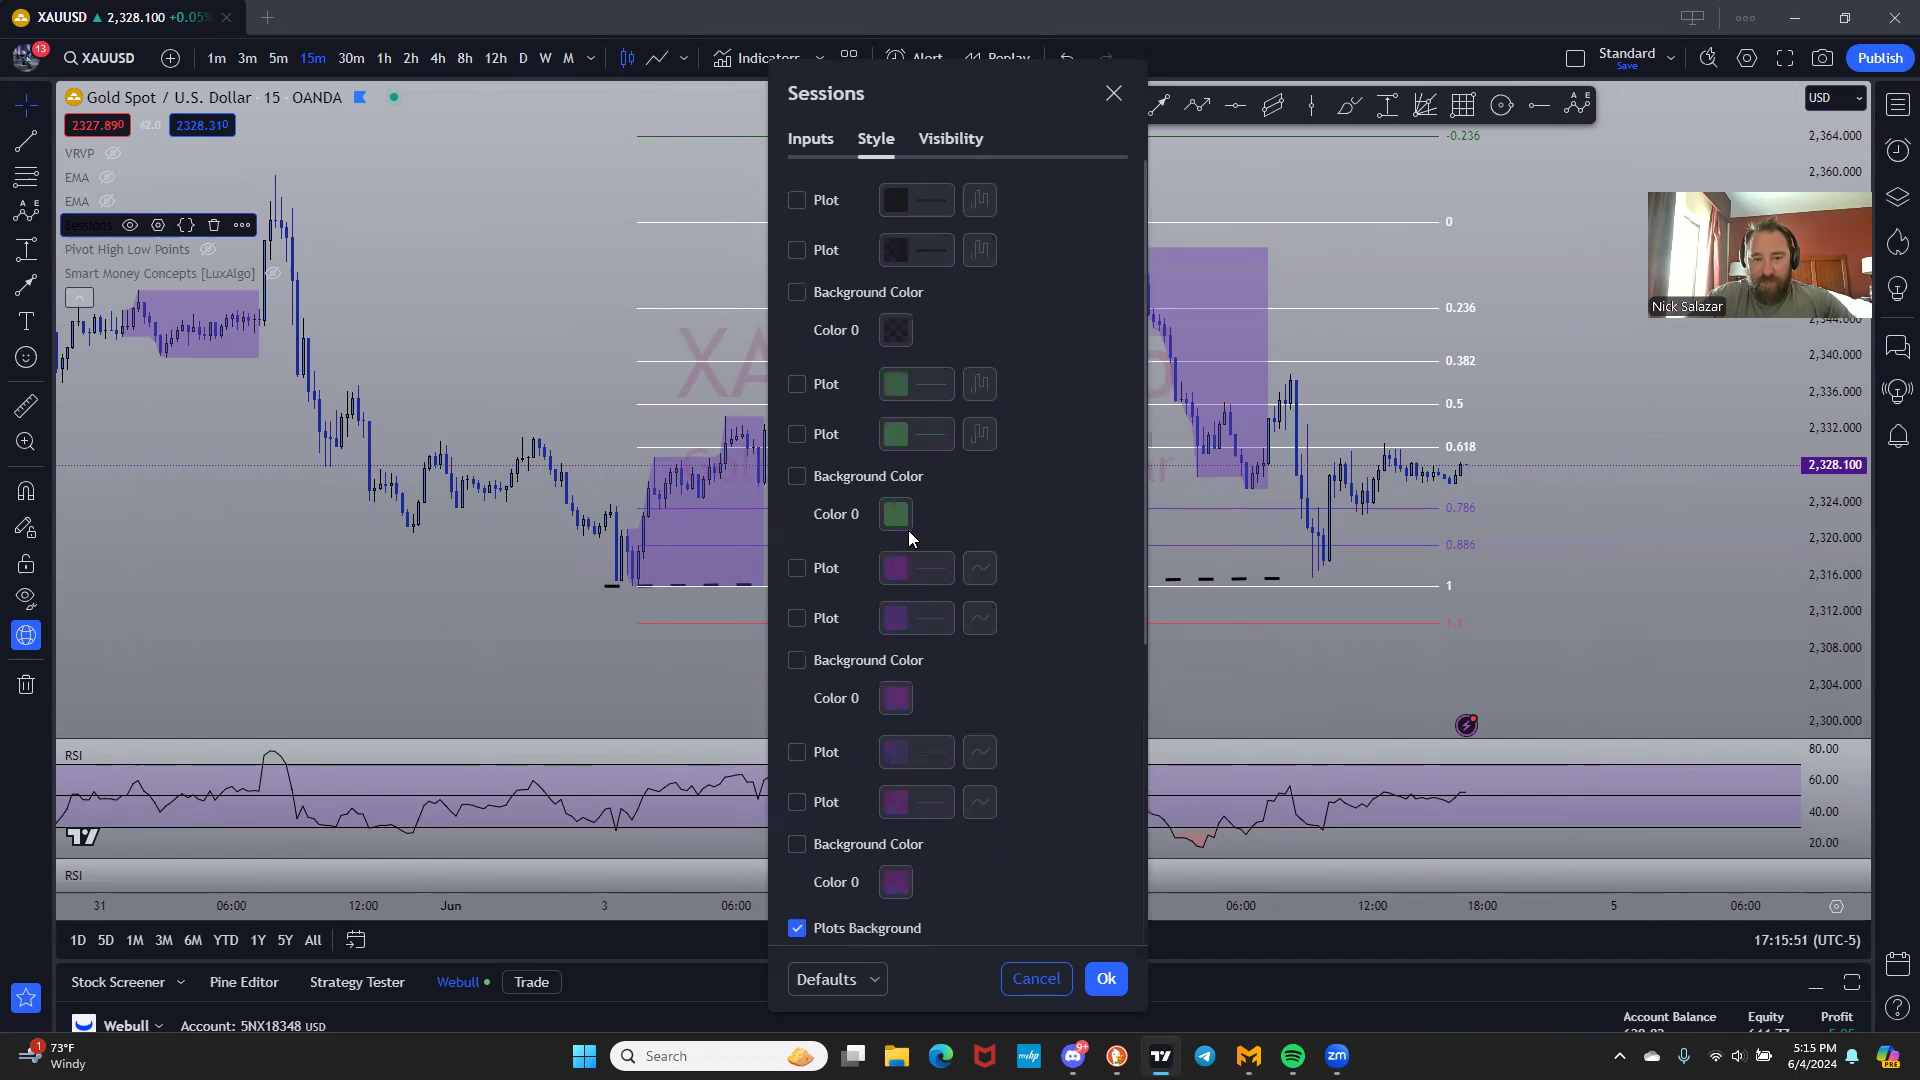 XAUUSD ▲ 2,328.100 +0.05%
13
XAUUSD 1m 3m 5m 15m 30m 1h 2h 4h 8h 12h D W M Indicators Alert Replay Standard Save Publish
Gold Spot / U.S. Dollar 15 OANDA
2327.890 42.0 2328.310
VRVP
EMA
EMA
Sessions
Pivot High Low Points
Smart Money Concepts [LuxAlgo]
Sessions
Inputs Style Visibility
Plot
Plot
Background Color
Color 0
Plot
Plot
Background Color
Color 0
Plot
Plot
Background Color
Color 0
Plot
Plot
Background Color
Color 0
Plots Background
Defaults Cancel Ok
-0.236
0
0.236
0.382
0.5
0.618
0.786
0.886
1
1.1
Nick Salazar
USD
2,364.000
2,360.000
2,344.000
2,340.000
2,336.000
2,332.000
2,328.100
2,324.000
2,320.000
2,316.000
2,312.000
2,308.000
2,304.000
2,300.000
RSI
80.00
60.00
40.00
20.00
RSI
31 06:00 12:00 Jun 3 06:00 06:00 12:00 18:00 5 06:00
1D 5D 1M 3M 6M YTD 1Y 5Y All 17:15:51 (UTC-5)
Stock Screener Pine Editor Strategy Tester Webull Trade
Webull Account: 5NX18348 USD Account Balance Equity Profit
1
73°F
Windy
Search
9+
5:15 PM
6/4/2024